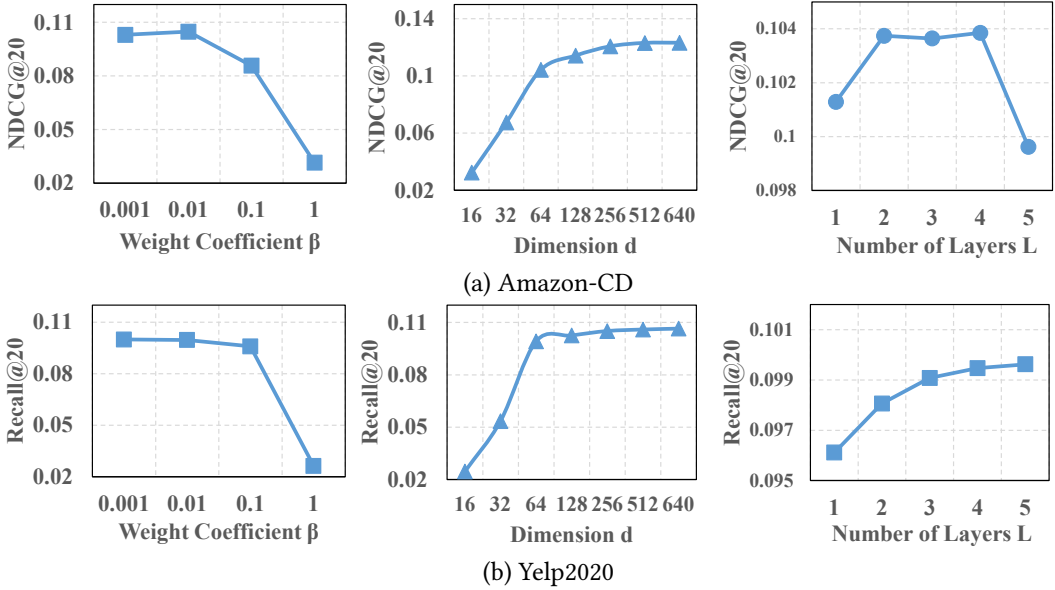 NDCG@20
0.11
0.08
0.05
0.02
0.001 0.01 0.1 1
Weight Coefficient β
NDCG@20
0.14
0.1
0.06
0.02
16 32 64 128 256 512 640
Dimension d
NDCG@20
0.104
0.102
0.1
0.098
1 2 3 4 5
Number of Layers L
(a) Amazon-CD
Recall@20
0.11
0.08
0.05
0.02
0.001 0.01 0.1 1
Weight Coefficient β
Recall@20
0.11
0.08
0.05
0.02
16 32 64 128 256 512 640
Dimension d
Recall@20
0.101
0.099
0.097
0.095
1 2 3 4 5
Number of Layers L
(b) Yelp2020